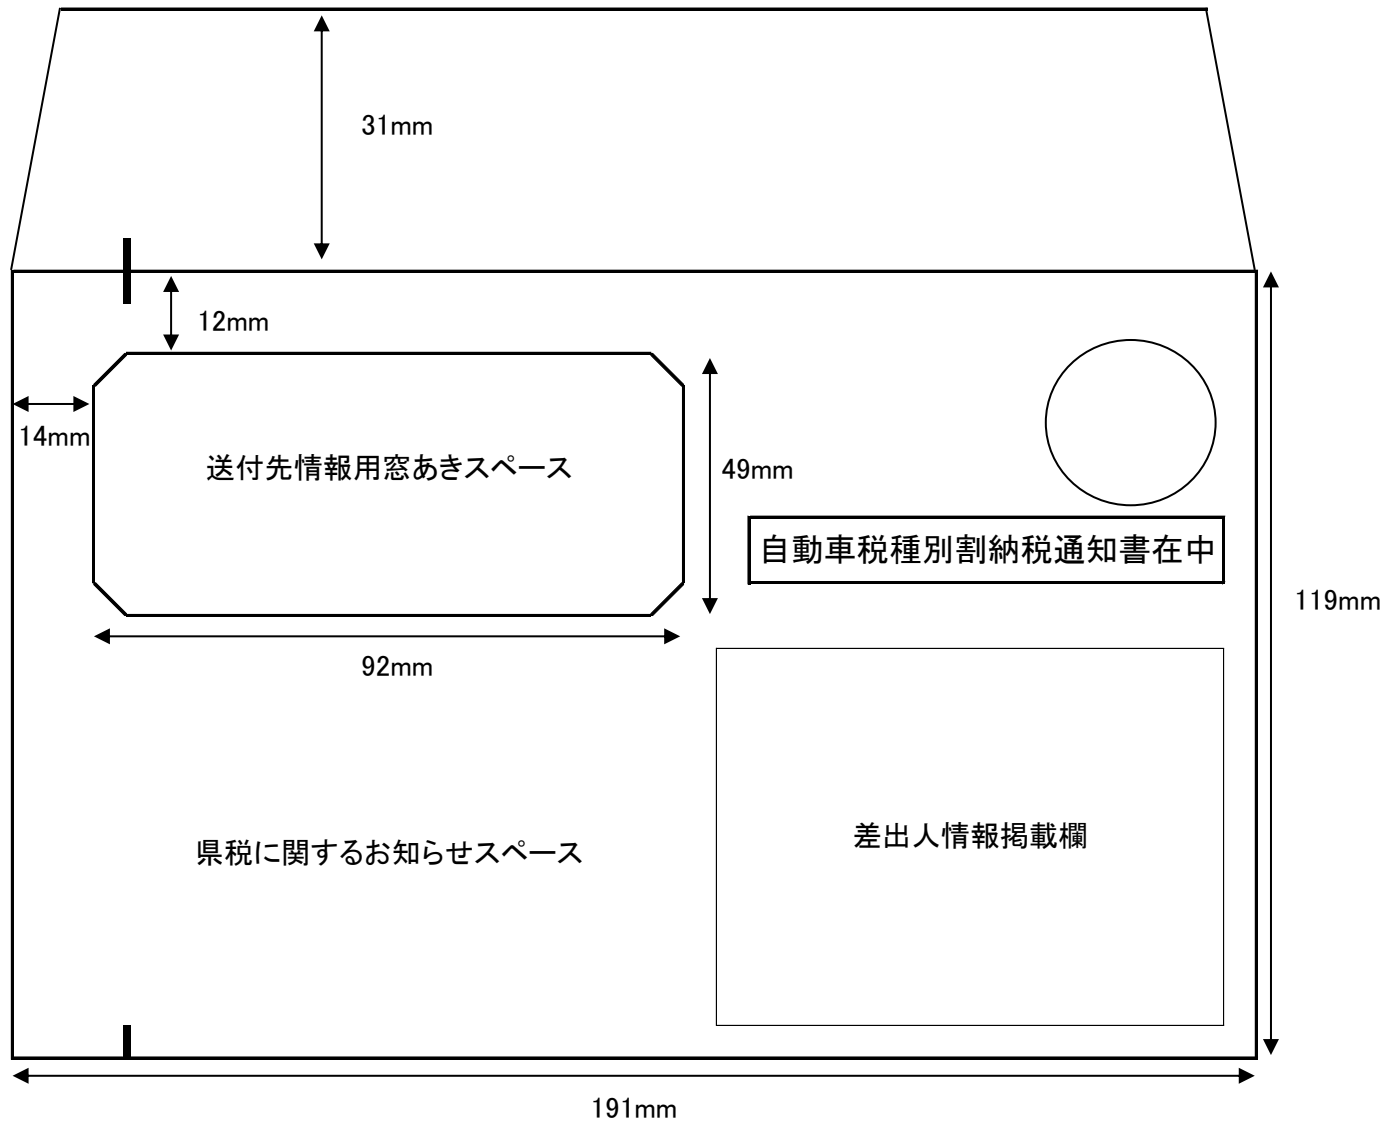 31mm
12mm
14mm
送付先情報用窓あきスペース
49mm
自動車税種別割納税通知書在中
119mm
92mm
県税に関するお知らせスペース
差出人情報掲載欄
191mm